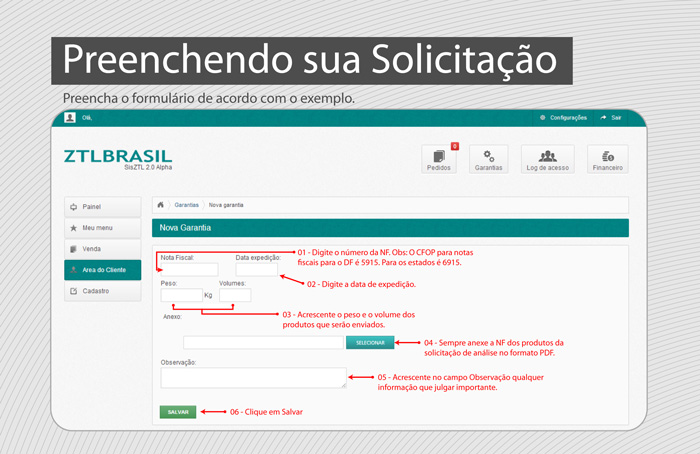 Preenchendo sua Solicitação
Preencha o formulário de acordo com o exemplo.
Olá,
Configurações
Sair
ZTLBRASIL
SisZTL 2.0 Alpha
0
Pedidos
Garantias
Log de acesso
Financeiro
Painel
Meu menu
Venda
Area do Cliente
Cadastro
Garantias
Nova garantia
Nova Garantia
Nota Fiscal:
Data expedição:
01 - Digite o número da NF. Obs: O CFOP para notas
fiscais para o DF é 5915. Para os estados é 6915.
02 - Digite a data de expedição.
Peso:
Volumes:
Kg
03 - Acrescente o peso e o volume dos
produtos que serão enviados.
Anexo:
SELECIONAR
04 - Sempre anexe a NF dos produtos da
solicitação de análise no formato PDF.
Observação:
05 - Acrescente no campo Observação qualquer
informação que julgar importante.
SALVAR
06 - Clique em Salvar